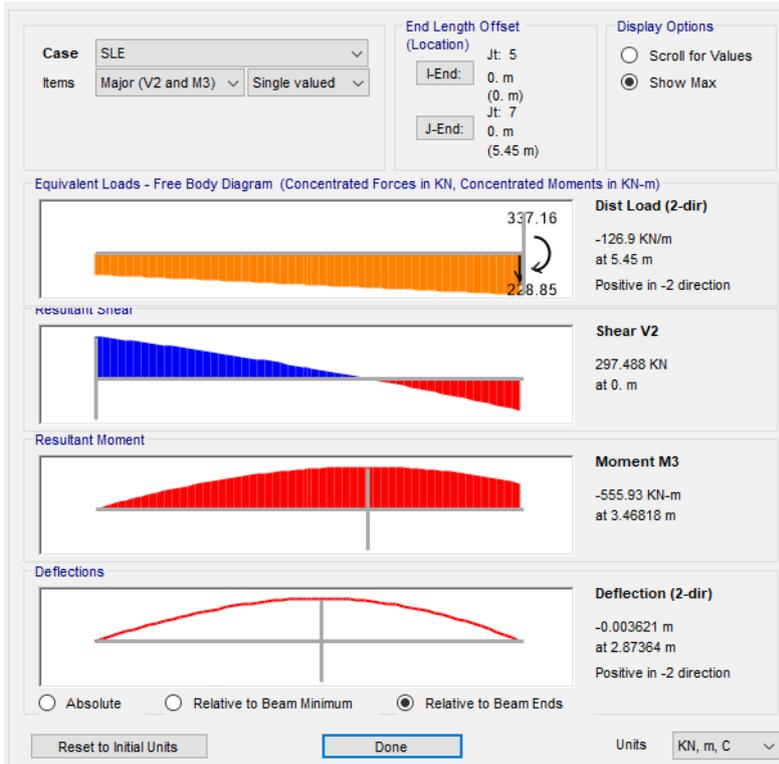 Case SLE
Items Major (V2 and M3) Single valued
End Length Offset
(Location)
I-End:
Jt: 5
0. m
(0. m)
J-End:
Jt: 7
0. m
(5.45 m)
Display Options
Scroll for Values
Show Max
Equivalent Loads - Free Body Diagram (Concentrated Forces in KN, Concentrated Moments in KN-m)
337.16
228.85
Dist Load (2-dir)
-126.9 KN/m
at 5.45 m
Positive in -2 direction
Resultant Shear
Shear V2
297.488 KN
at 0. m
Resultant Moment
Moment M3
-555.93 KN-m
at 3.46818 m
Deflections
Deflection (2-dir)
-0.003621 m
at 2.87364 m
Positive in -2 direction
Absolute Relative to Beam Minimum Relative to Beam Ends
Reset to Initial Units Done Units KN, m, C